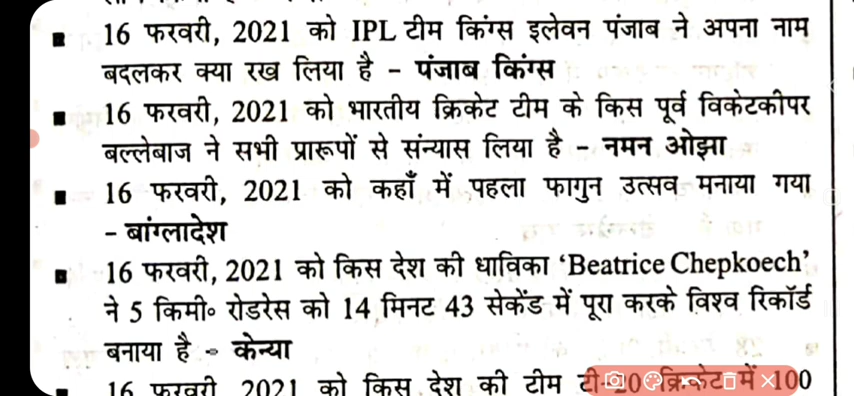 ■ 16 फरवरी, 2021 को IPL टीम किंग्स इलेवन पंजाब ने अपना नाम
बदलकर क्या रख लिया है – पंजाब किंग्स
■ 16 फरवरी, 2021 को भारतीय क्रिकेट टीम के किस पूर्व विकेटकीपर
बल्लेबाज ने सभी प्रारूपों से संन्यास लिया है – नमन ओझा
■ 16 फरवरी, 2021 को कहाँ में पहला फागुन उत्सव मनाया गया
– बांग्लादेश
■ 16 फरवरी, 2021 को किस देश की धाविका ‘Beatrice Chepkoech’
ने 5 किमी॰ रोडरेस को 14 मिनट 43 सेकेंड में पूरा करके विश्व रिकॉर्ड
बनाया है – केन्या
■ 16 फरवरी, 2021 को किस देश की टीम टी-20 क्रिकेट में 100